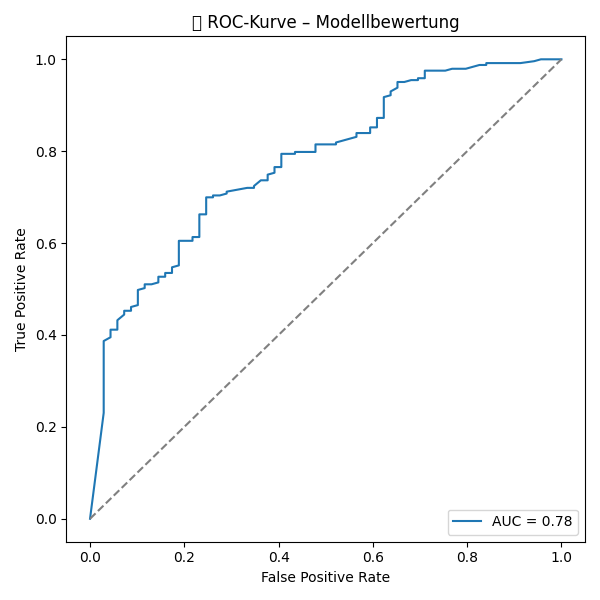 ROC-Kurve – Modellbewertung
1.0
0.8
0.6
0.4
0.2
0.0
True Positive Rate
AUC = 0.78
0.0 0.2 0.4 0.6 0.8 1.0
False Positive Rate